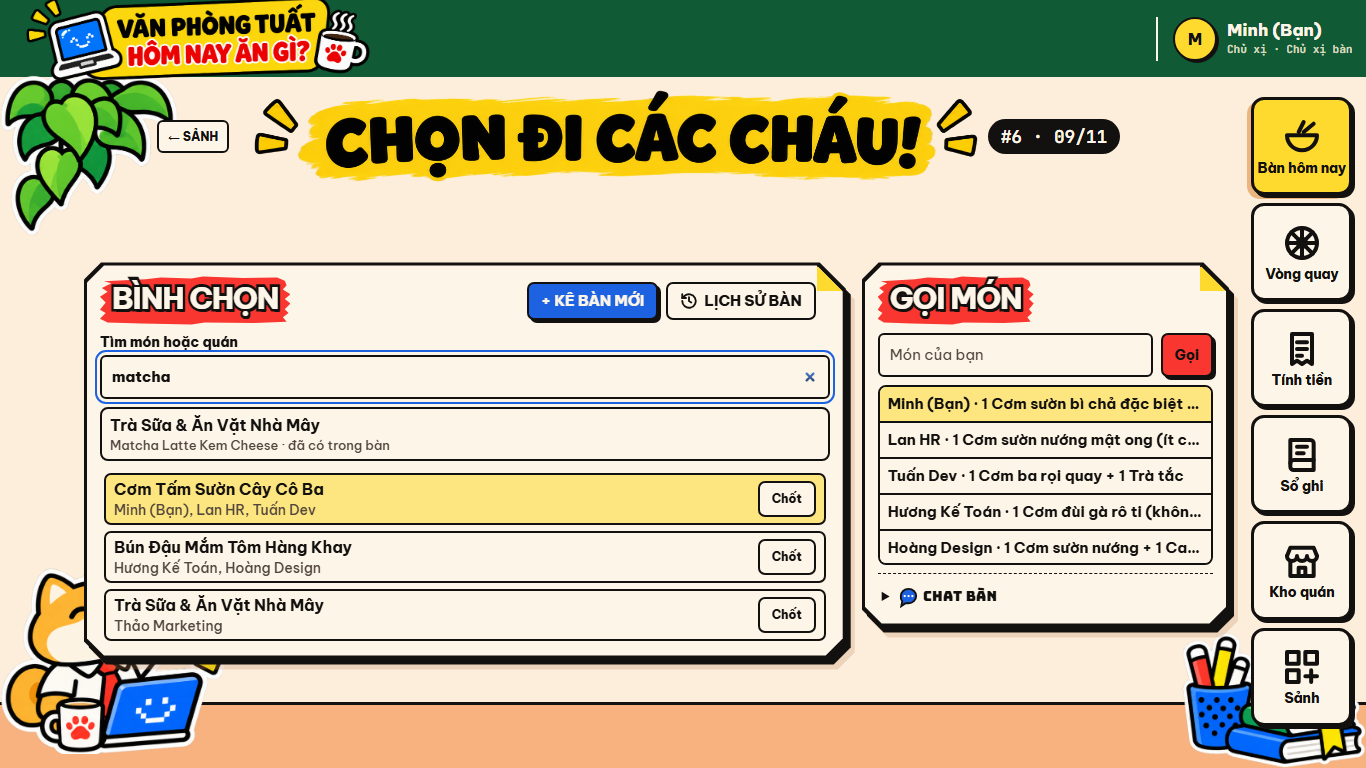 VĂN PHÒNG TUẤT
HÔM NAY ĂN GÌ?
M
Minh (Bạn)
Chủ xị · Chủ xị bàn
← SẢNH
CHỌN ĐI CÁC CHÁU!
#6 · 09/11
Bàn hôm nay
Vòng quay
Tính tiền
Sổ ghi
Kho quán
Sảnh
BÌNH CHỌN
+ KÊ BÀN MỚI
LỊCH SỬ BÀN
Tìm món hoặc quán
matcha
×
Trà Sữa & Ăn Vặt Nhà Mây
Matcha Latte Kem Cheese · đã có trong bàn
Cơm Tấm Sườn Cây Cô Ba
Minh (Bạn), Lan HR, Tuấn Dev
Chốt
Bún Đậu Mắm Tôm Hàng Khay
Hương Kế Toán, Hoàng Design
Chốt
Trà Sữa & Ăn Vặt Nhà Mây
Thảo Marketing
Chốt
GỌI MÓN
Món của bạn
Gọi
Minh (Bạn) · 1 Cơm sườn bì chả đặc biệt ...
Lan HR · 1 Cơm sườn nướng mật ong (ít c...
Tuấn Dev · 1 Cơm ba rọi quay + 1 Trà tắc
Hương Kế Toán · 1 Cơm đùi gà rô ti (khôn...
Hoàng Design · 1 Cơm sườn nướng + 1 Ca...
CHAT BÀN